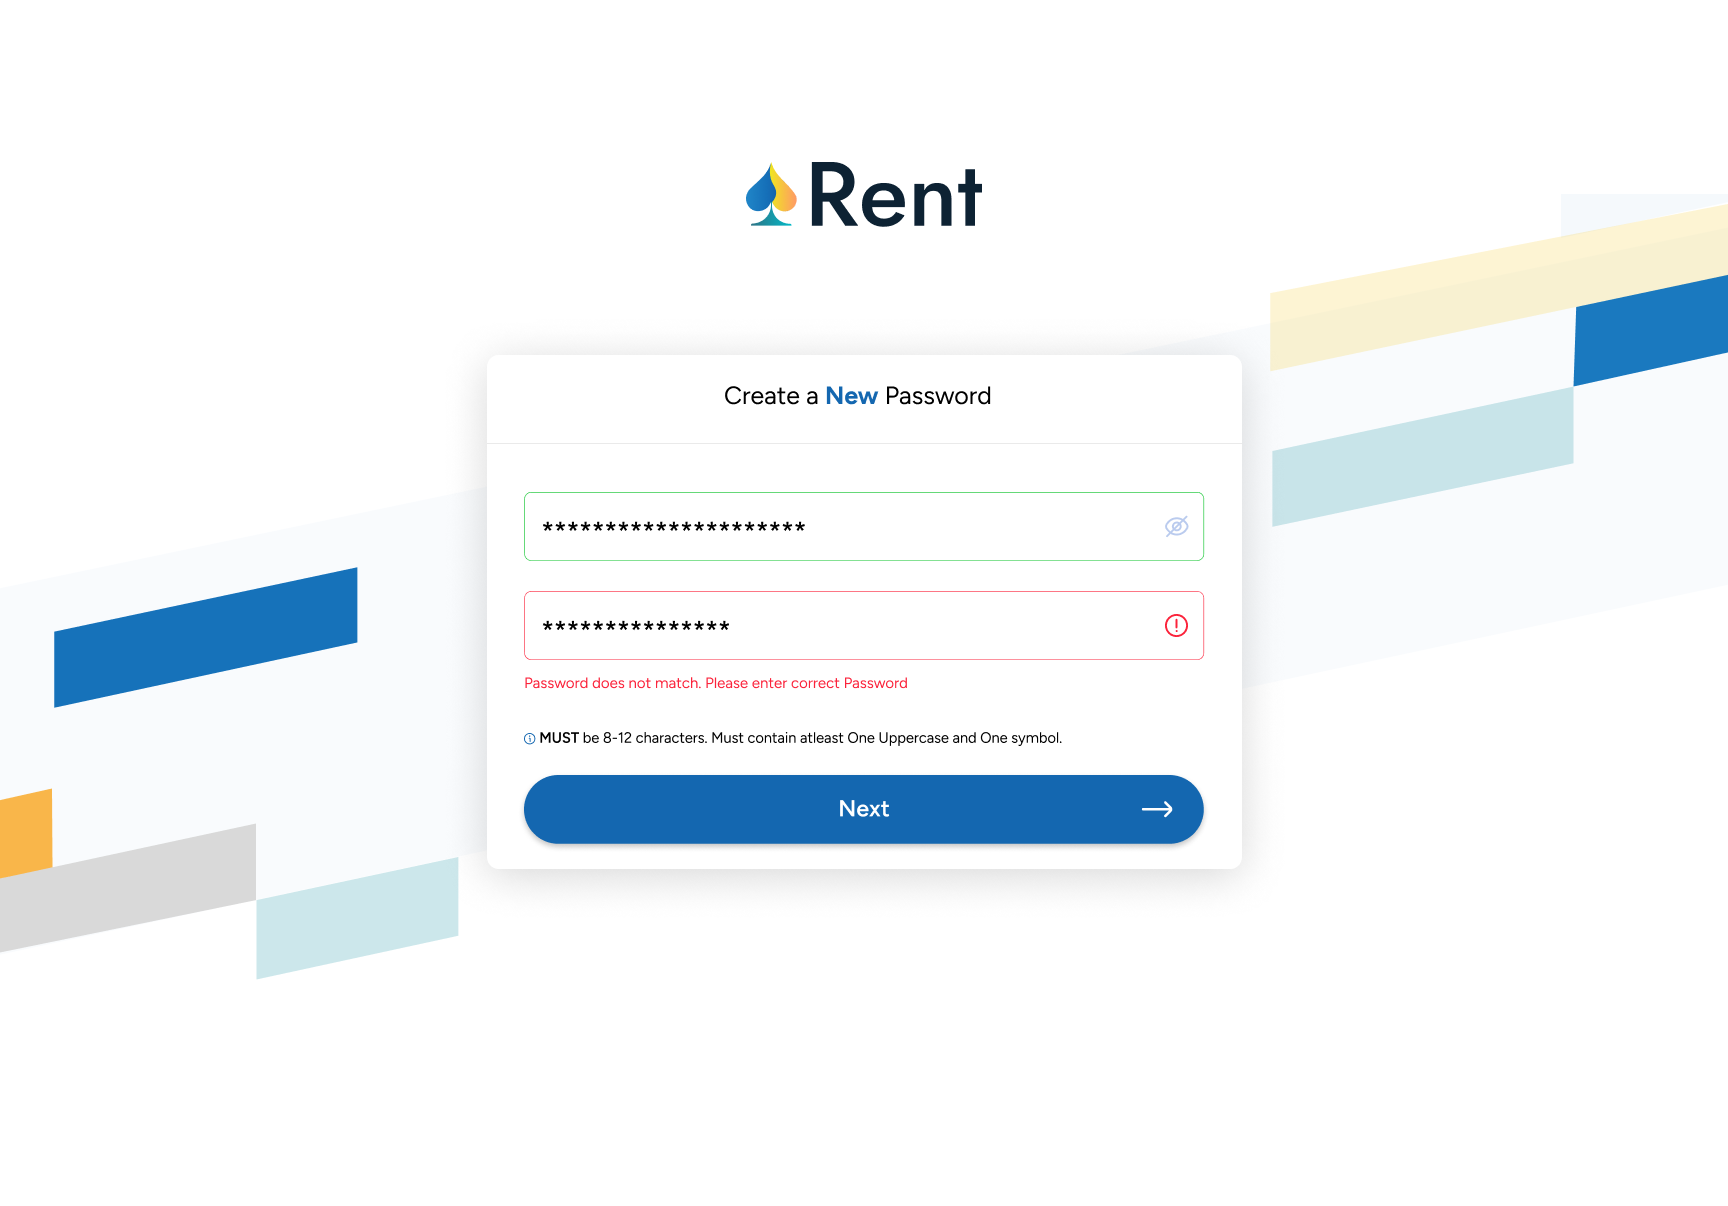 Rent
Create a New Password
*********************
***************
Password does not match. Please enter correct Password
MUST be 8-12 characters. Must contain atleast One Uppercase and One symbol.
Next